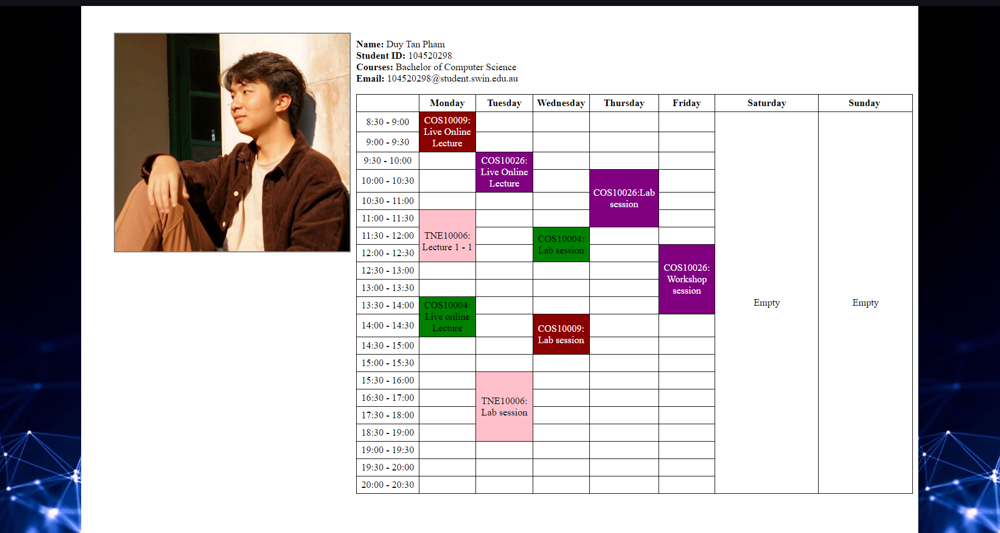 Name: Duy Tan Pham
Student ID: 104520298
Courses: Bachelor of Computer Science
Email: 104520298@student.swin.edu.au
Monday Tuesday Wednesday Thursday Friday Saturday Sunday
8:30 - 9:00
COS10009:
Live Online
Lecture
9:00 - 9:30
9:30 - 10:00
COS10026:
Live Online
Lecture
10:00 - 10:30
COS10026:Lab
session
10:30 - 11:00
11:00 - 11:30
TNE10006:
Lecture 1 - 1
11:30 - 12:00
COS10004:
Lab session
12:00 - 12:30
COS10026:
Workshop
session
12:30 - 13:00
13:00 - 13:30
13:30 - 14:00
COS10004:
Live online
Lecture
14:00 - 14:30
COS10009:
Lab session
14:30 - 15:00
15:00 - 15:30
15:30 - 16:00
TNE10006:
Lab session
16:30 - 17:00
17:30 - 18:00
18:30 - 19:00
19:00 - 19:30
19:30 - 20:00
20:00 - 20:30
Empty
Empty